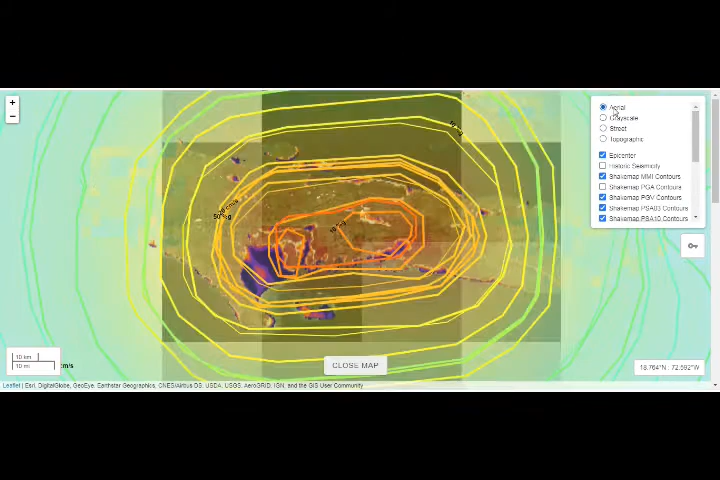 +
−
Aerial
Grayscale
Street
Topographic
Epicenter
Historic Seismicity
Shakemap MMI Contours
Shakemap PGA Contours
Shakemap PGV Contours
Shakemap PSA03 Contours
Shakemap PSA10 Contours
50 %g
10 km
10 mi
CLOSE MAP
18.764°N : 72.592°W
Leaflet | Esri, DigitalGlobe, GeoEye, Earthstar Geographics, CNES/Airbus DS, USDA, USGS, AeroGRID, IGN, and the GIS User Community